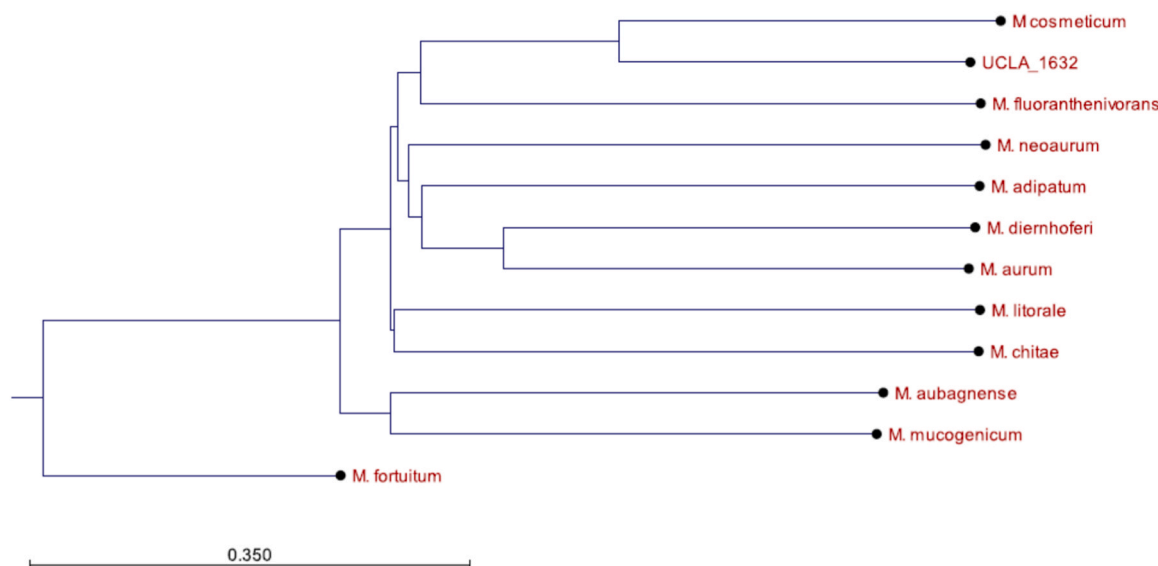 M cosmeticum
UCLA_1632
M. fluoranthenivorans
M. neoaurum
M. adipatum
M. diernhoferi
M. aurum
M. litorale
M. chitae
M. aubagnense
M. mucogenicum
M. fortuitum
0.350